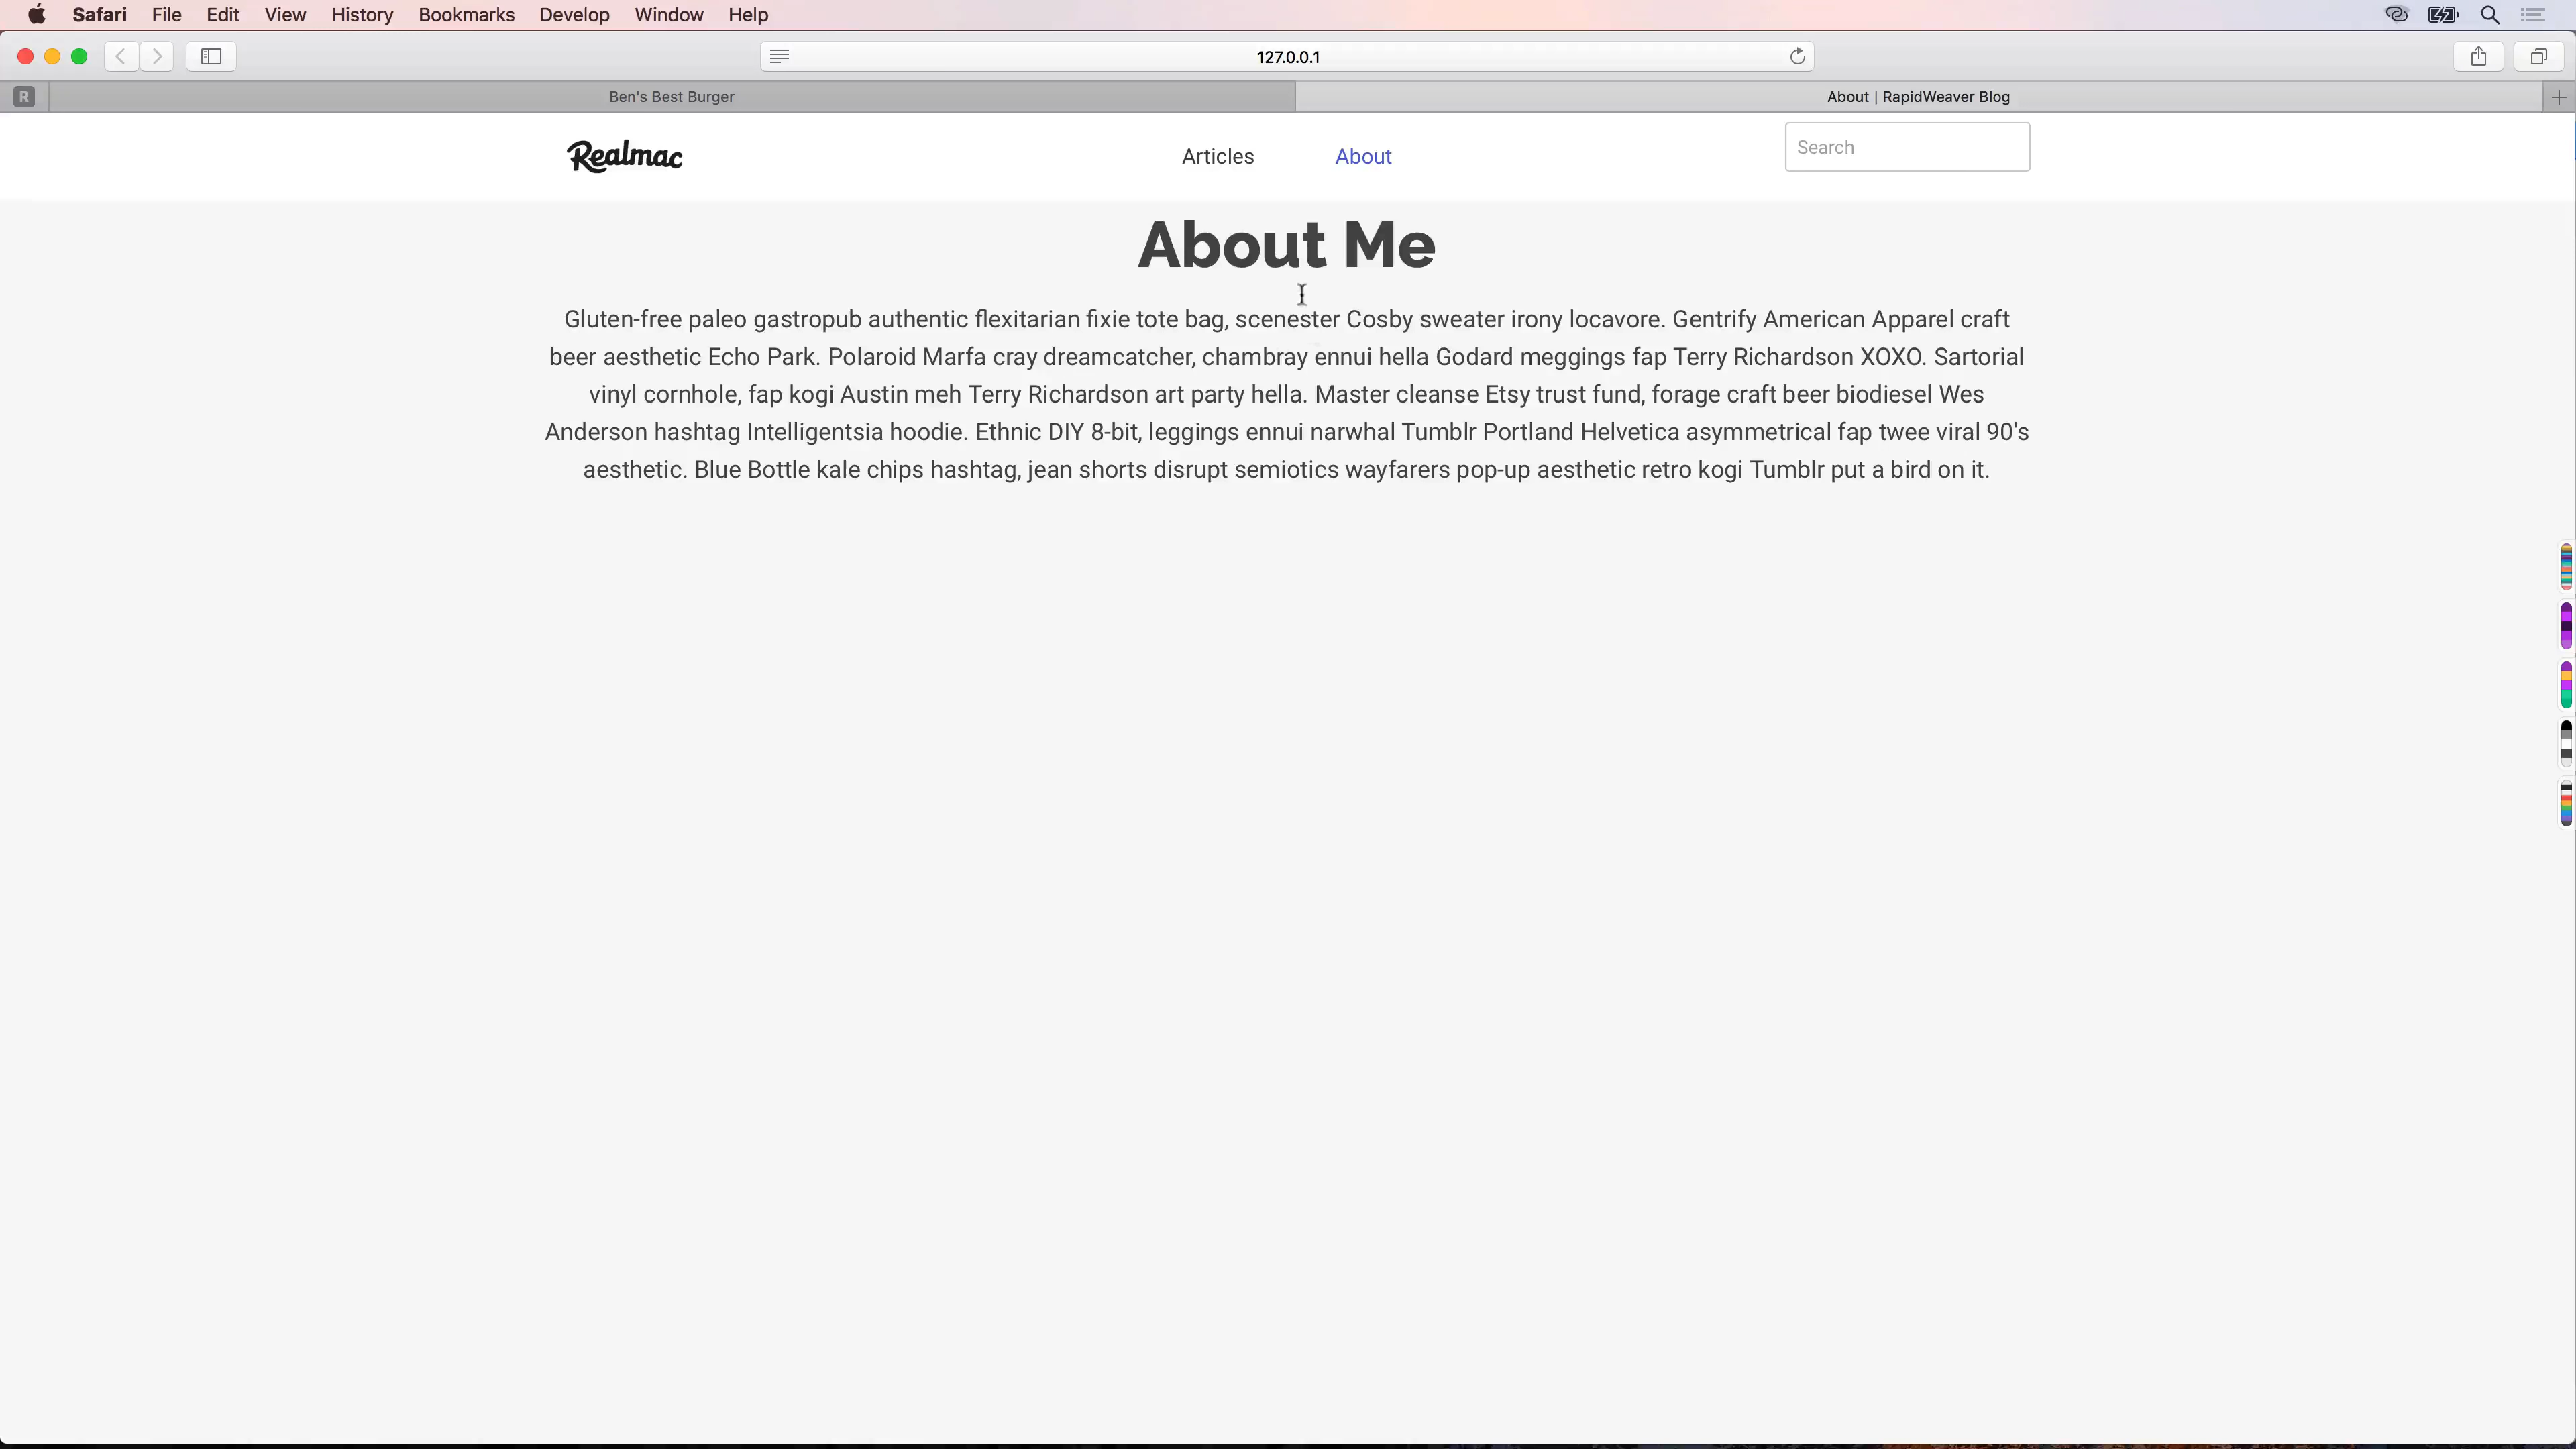 Safari File Edit View History Bookmarks Develop Window Help
127.0.0.1
R Ben's Best Burger About | RapidWeaver Blog
Realmac Articles About Search
About Me
Gluten-free paleo gastropub authentic flexitarian fixie tote bag, scenester Cosby sweater irony locavore. Gentrify American Apparel craft
beer aesthetic Echo Park. Polaroid Marfa cray dreamcatcher, chambray ennui hella Godard meggings fap Terry Richardson XOXO. Sartorial
vinyl cornhole, fap kogi Austin meh Terry Richardson art party hella. Master cleanse Etsy trust fund, forage craft beer biodiesel Wes
Anderson hashtag Intelligentsia hoodie. Ethnic DIY 8-bit, leggings ennui narwhal Tumblr Portland Helvetica asymmetrical fap twee viral 90's
aesthetic. Blue Bottle kale chips hashtag, jean shorts disrupt semiotics wayfarers pop-up aesthetic retro kogi Tumblr put a bird on it.